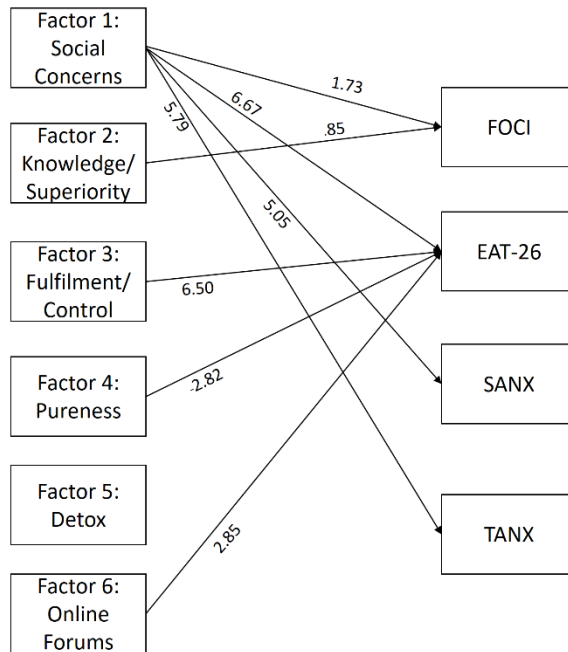 Factor 1:
Social
Concerns
Factor 2:
Knowledge/
Superiority
Factor 3:
Fulfilment/
Control
Factor 4:
Pureness
Factor 5:
Detox
Factor 6:
Online
Forums
1.73
6.67
5.79
.85
5.05
6.50
-2.82
2.85
FOCI
EAT-26
SANX
TANX